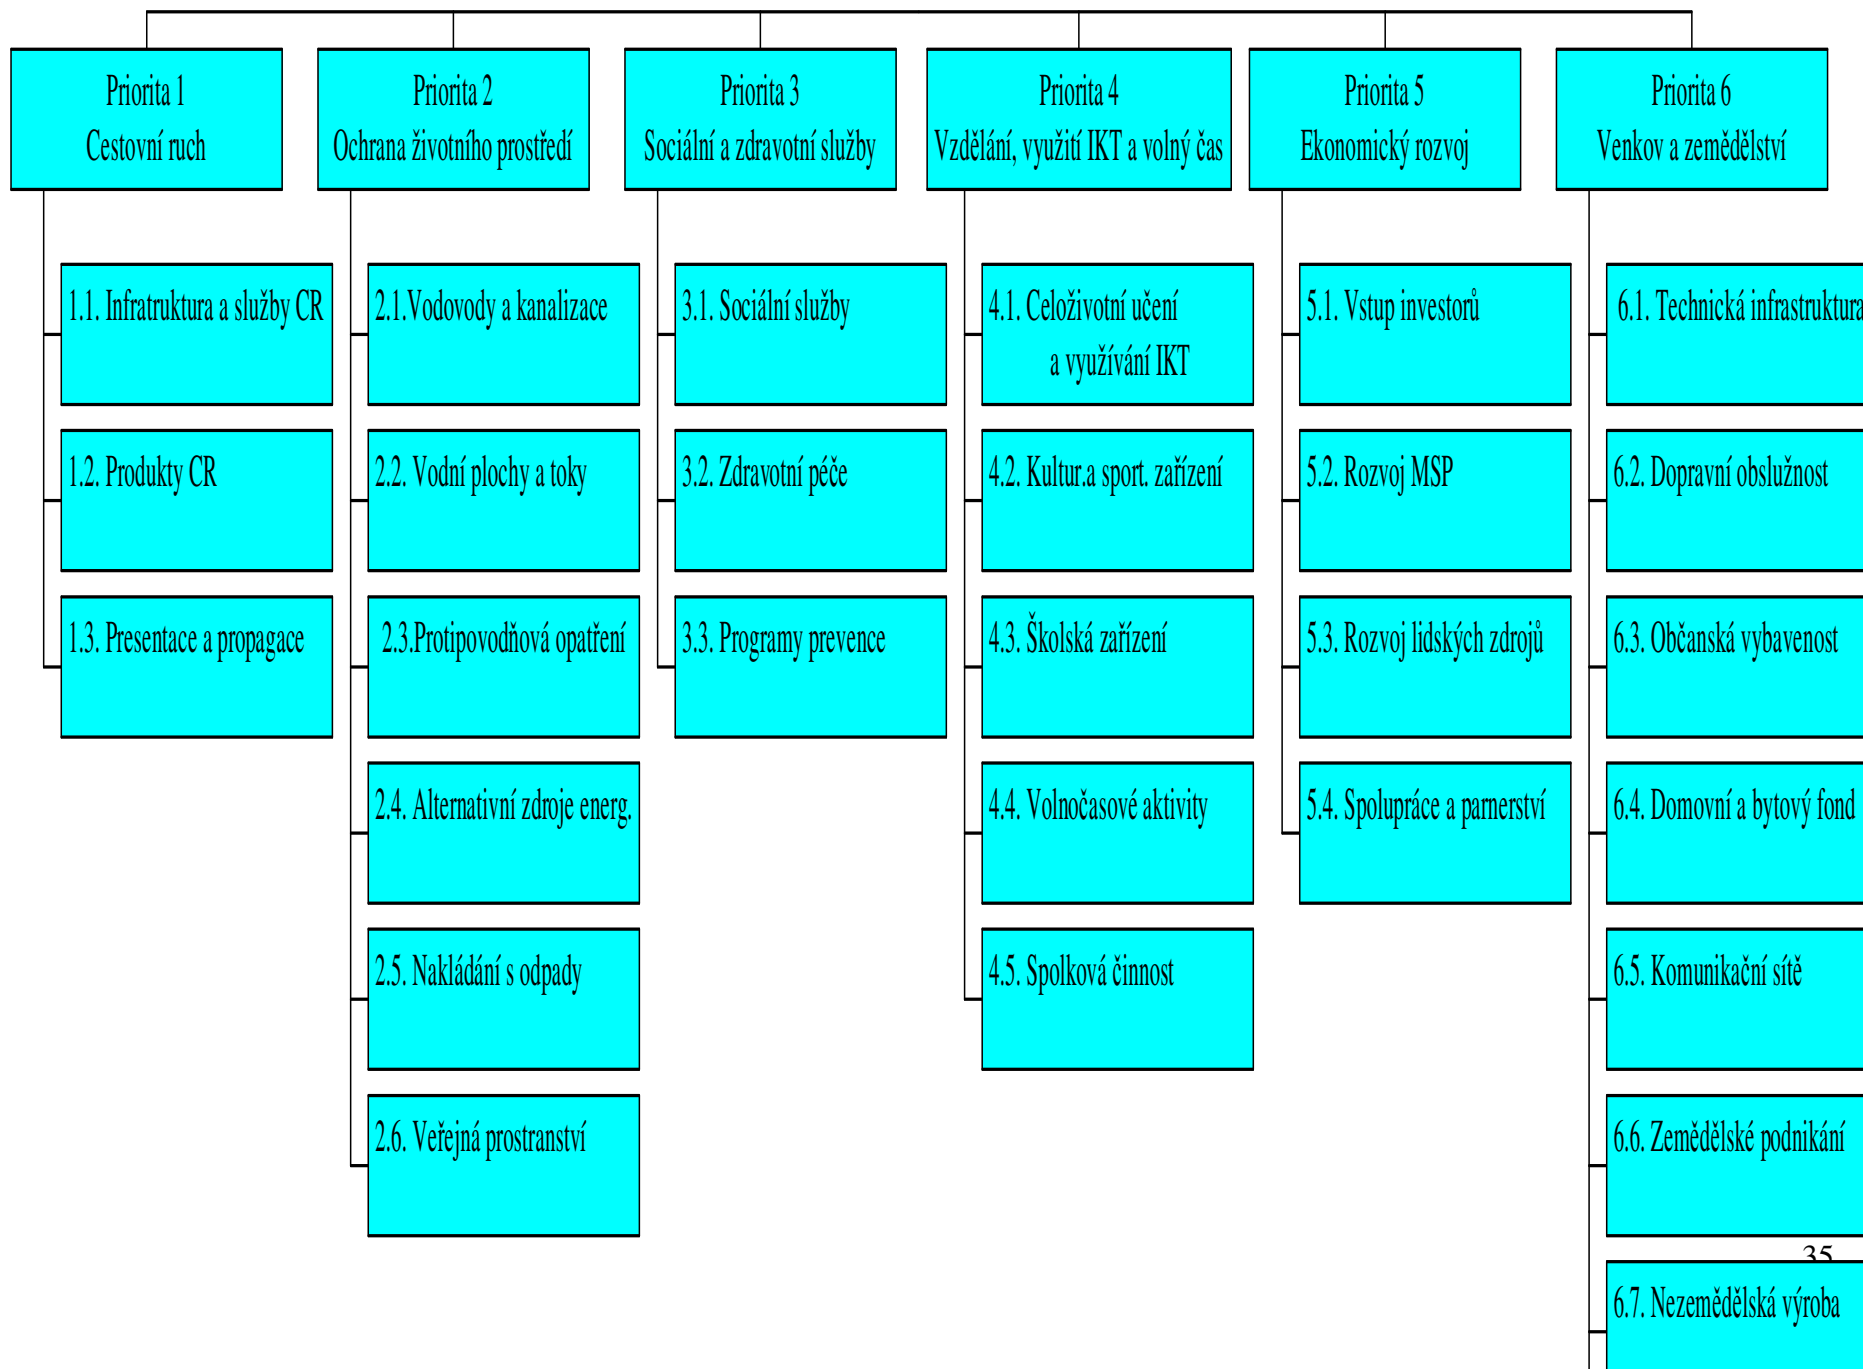 Priorita 1
Cestovní ruch
1.1. Infratruktura a služby CR
1.2. Produkty CR
1.3. Presentace a propagace
Priorita 2
Ochrana životního prostředí
2.1.Vodovody a kanalizace
2.2. Vodní plochy a toky
2.3.Protipovodňová opatření
2.4. Alternativní zdroje energ.
2.5. Nakládání s odpady
2.6. Veřejná prostranství
Priorita 3
Sociální a zdravotní služby
3.1. Sociální služby
3.2. Zdravotní péče
3.3. Programy prevence
Priorita 4
Vzdělání, využití IKT a volný čas
4.1. Celoživotní učení
a využívání IKT
4.2. Kultur.a sport. zařízení
4.3. Školská zařízení
4.4. Volnočasové aktivity
4.5. Spolková činnost
Priorita 5
Ekonomický rozvoj
5.1. Vstup investorů
5.2. Rozvoj MSP
5.3. Rozvoj lidských zdrojů
5.4. Spolupráce a parnerství
Priorita 6
Venkov a zemědělství
6.1. Technická infrastruktura
6.2. Dopravní obslužnost
6.3. Občanská vybavenost
6.4. Domovní a bytový fond
6.5. Komunikační sítě
6.6. Zemědělské podnikání
35
6.7. Nezemědělská výroba